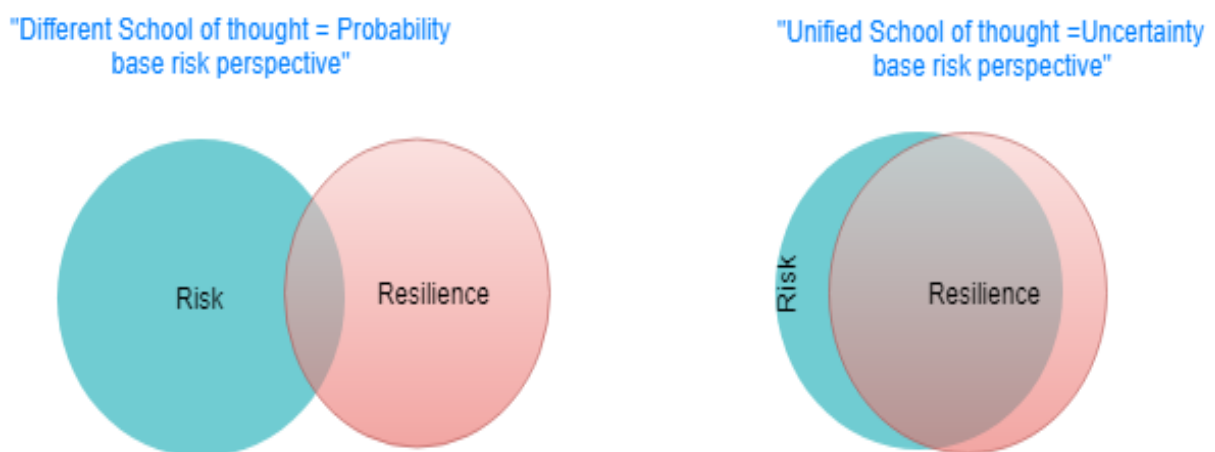 "Different School of thought = Probability
base risk perspective"
"Unified School of thought =Uncertainty
base risk perspective"
Risk
Resilience
Risk
Resilience